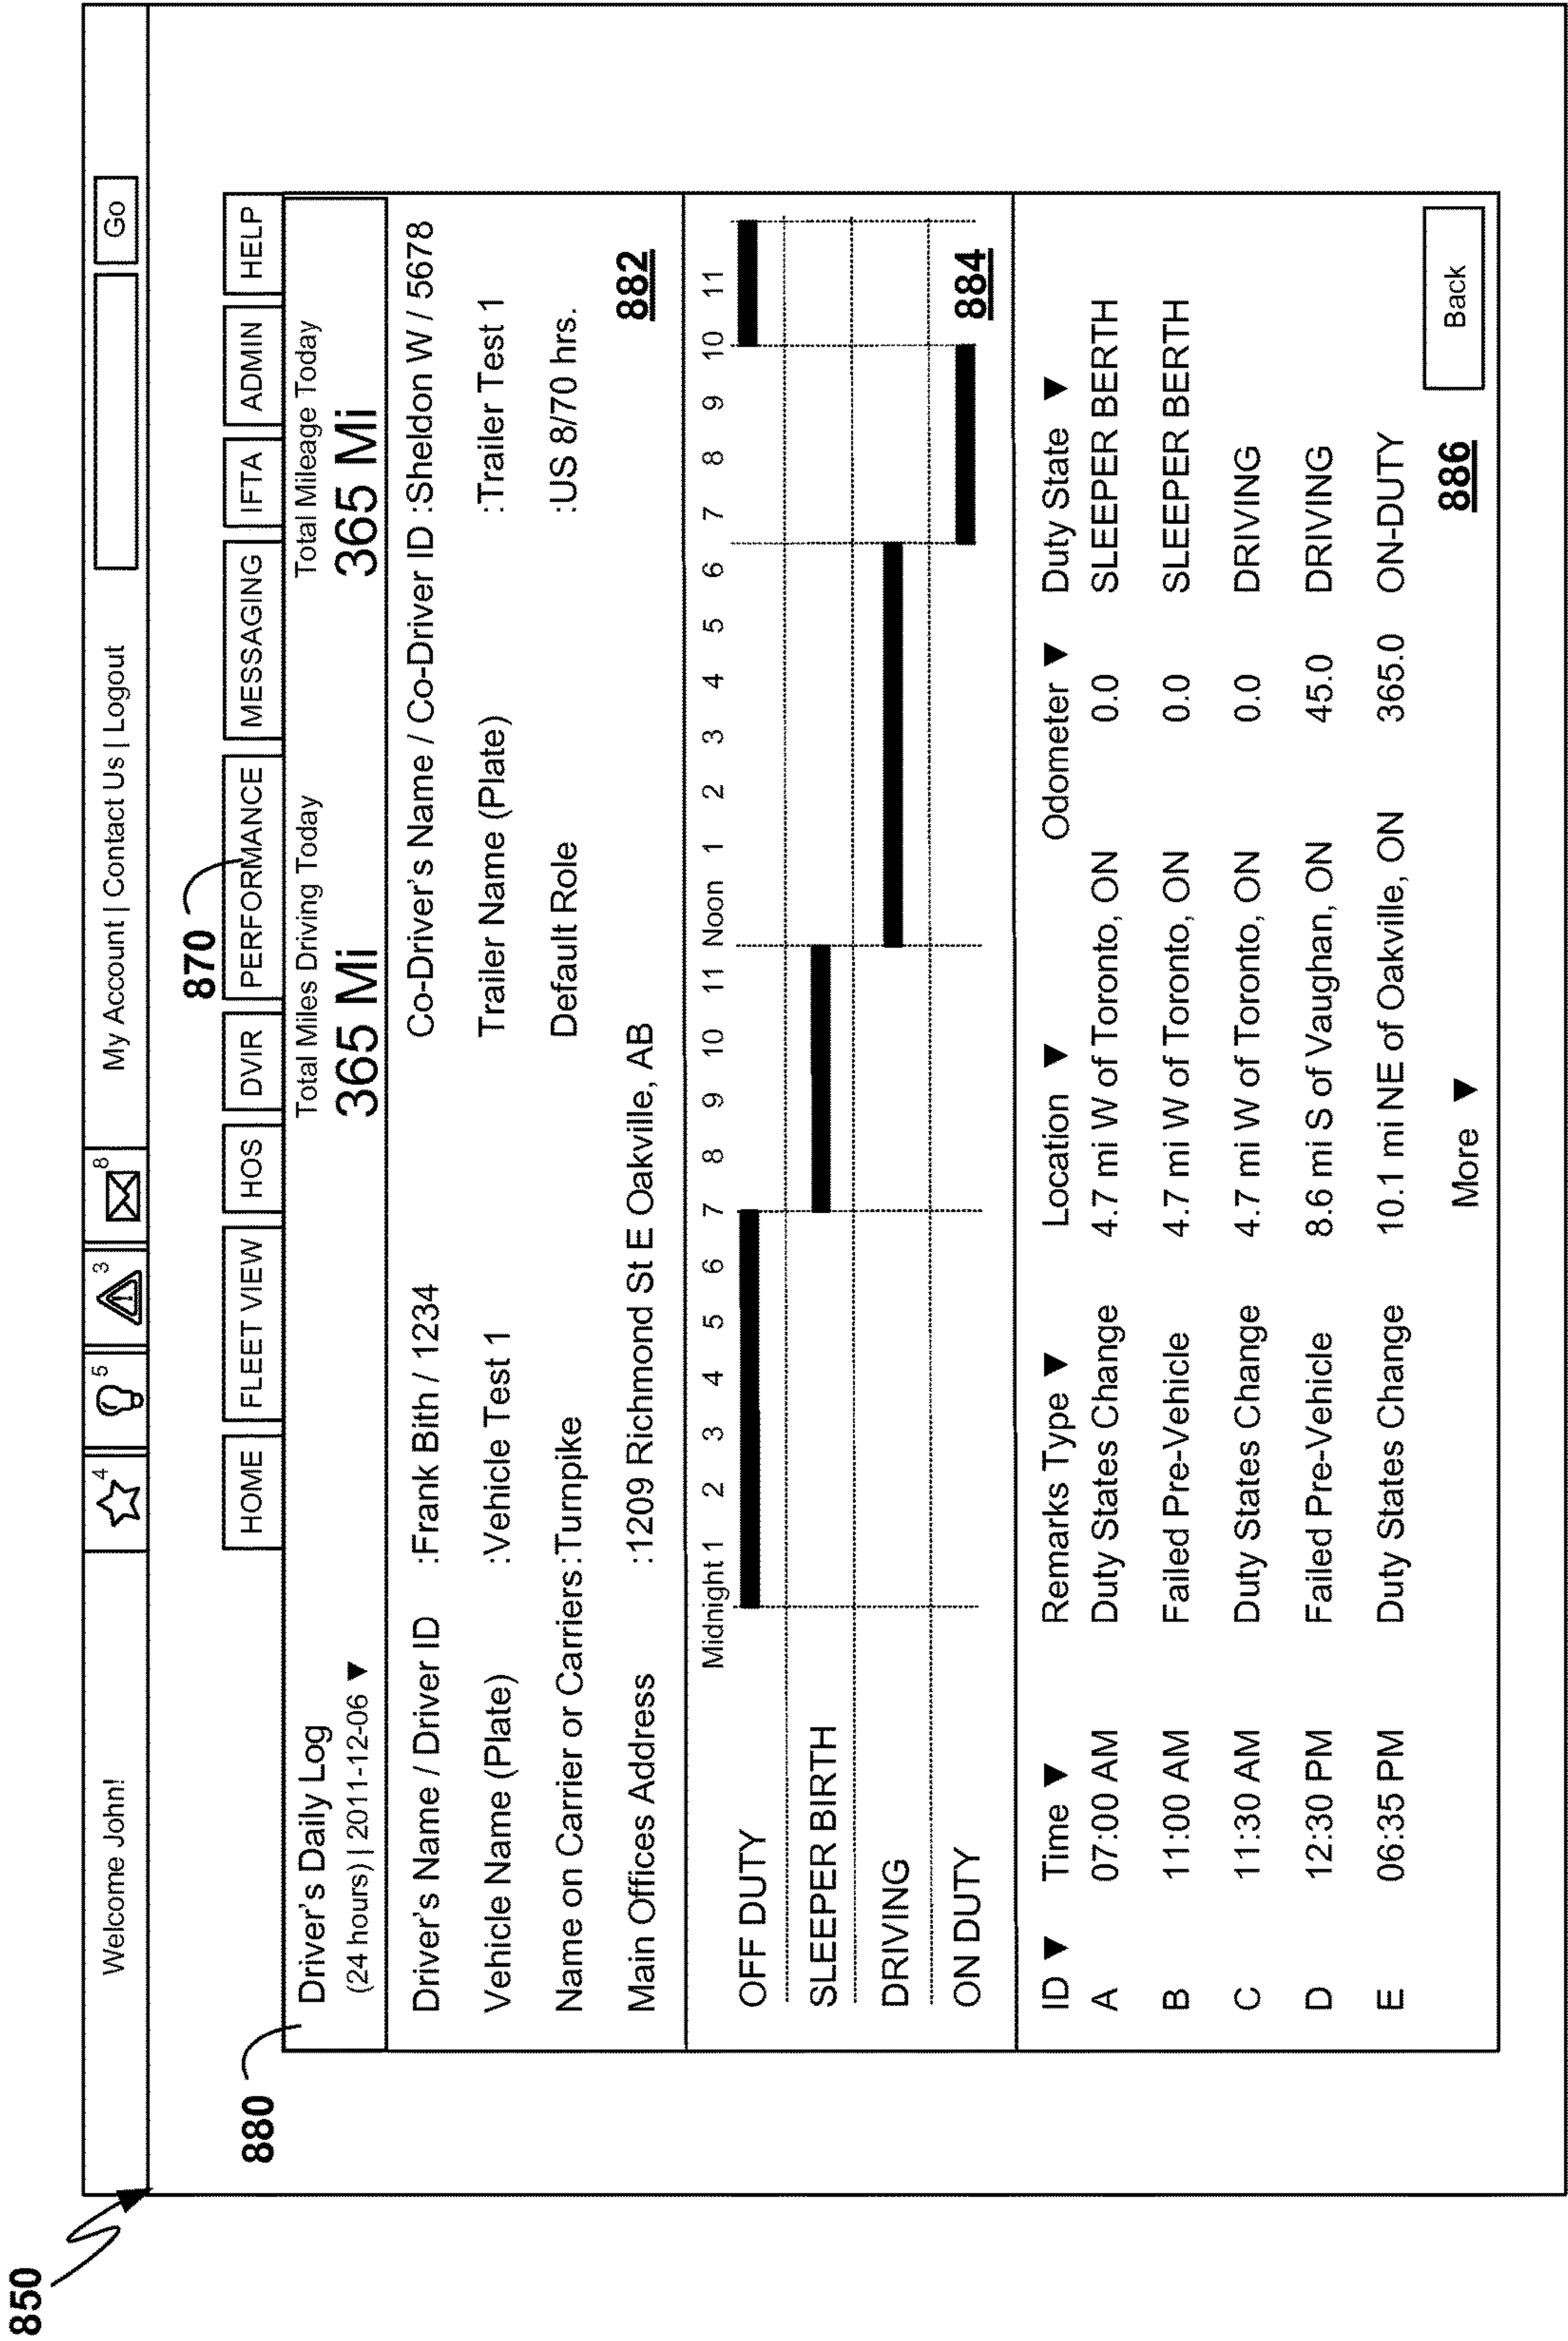 850
Welcome John! 4 5 3 8 My Account | Contact Us | Logout Go
870
HOME FLEET VIEW HOS DVIR PERFORMANCE MESSAGING IFTA ADMIN HELP
880
Driver's Daily Log Total Miles Driving Today Total Mileage Today
(24 hours) | 2011-12-06 ▼ 365 Mi 365 Mi
Driver's Name / Driver ID :Frank Bith / 1234 Co-Driver's Name / Co-Driver ID :Sheldon W / 5678
Vehicle Name (Plate) :Vehicle Test 1 Trailer Name (Plate) :Trailer Test 1
Name on Carrier or Carriers:Turnpike Default Role :US 8/70 hrs.
Main Offices Address :1209 Richmond St E Oakville, AB
882
Midnight 1 2 3 4 5 6 7 8 9 10 11 Noon 1 2 3 4 5 6 7 8 9 10 11
OFF DUTY
SLEEPER BIRTH
DRIVING
ON DUTY
884
ID ▼ Time ▼ Remarks Type ▼ Location ▼ Odometer ▼ Duty State ▼
A 07:00 AM Duty States Change 4.7 mi W of Toronto, ON 0.0 SLEEPER BERTH
B 11:00 AM Failed Pre-Vehicle 4.7 mi W of Toronto, ON 0.0 SLEEPER BERTH
C 11:30 AM Duty States Change 4.7 mi W of Toronto, ON 0.0 DRIVING
D 12:30 PM Failed Pre-Vehicle 8.6 mi S of Vaughan, ON 45.0 DRIVING
E 06:35 PM Duty States Change 10.1 mi NE of Oakville, ON 365.0 ON-DUTY
More ▼ 886 Back